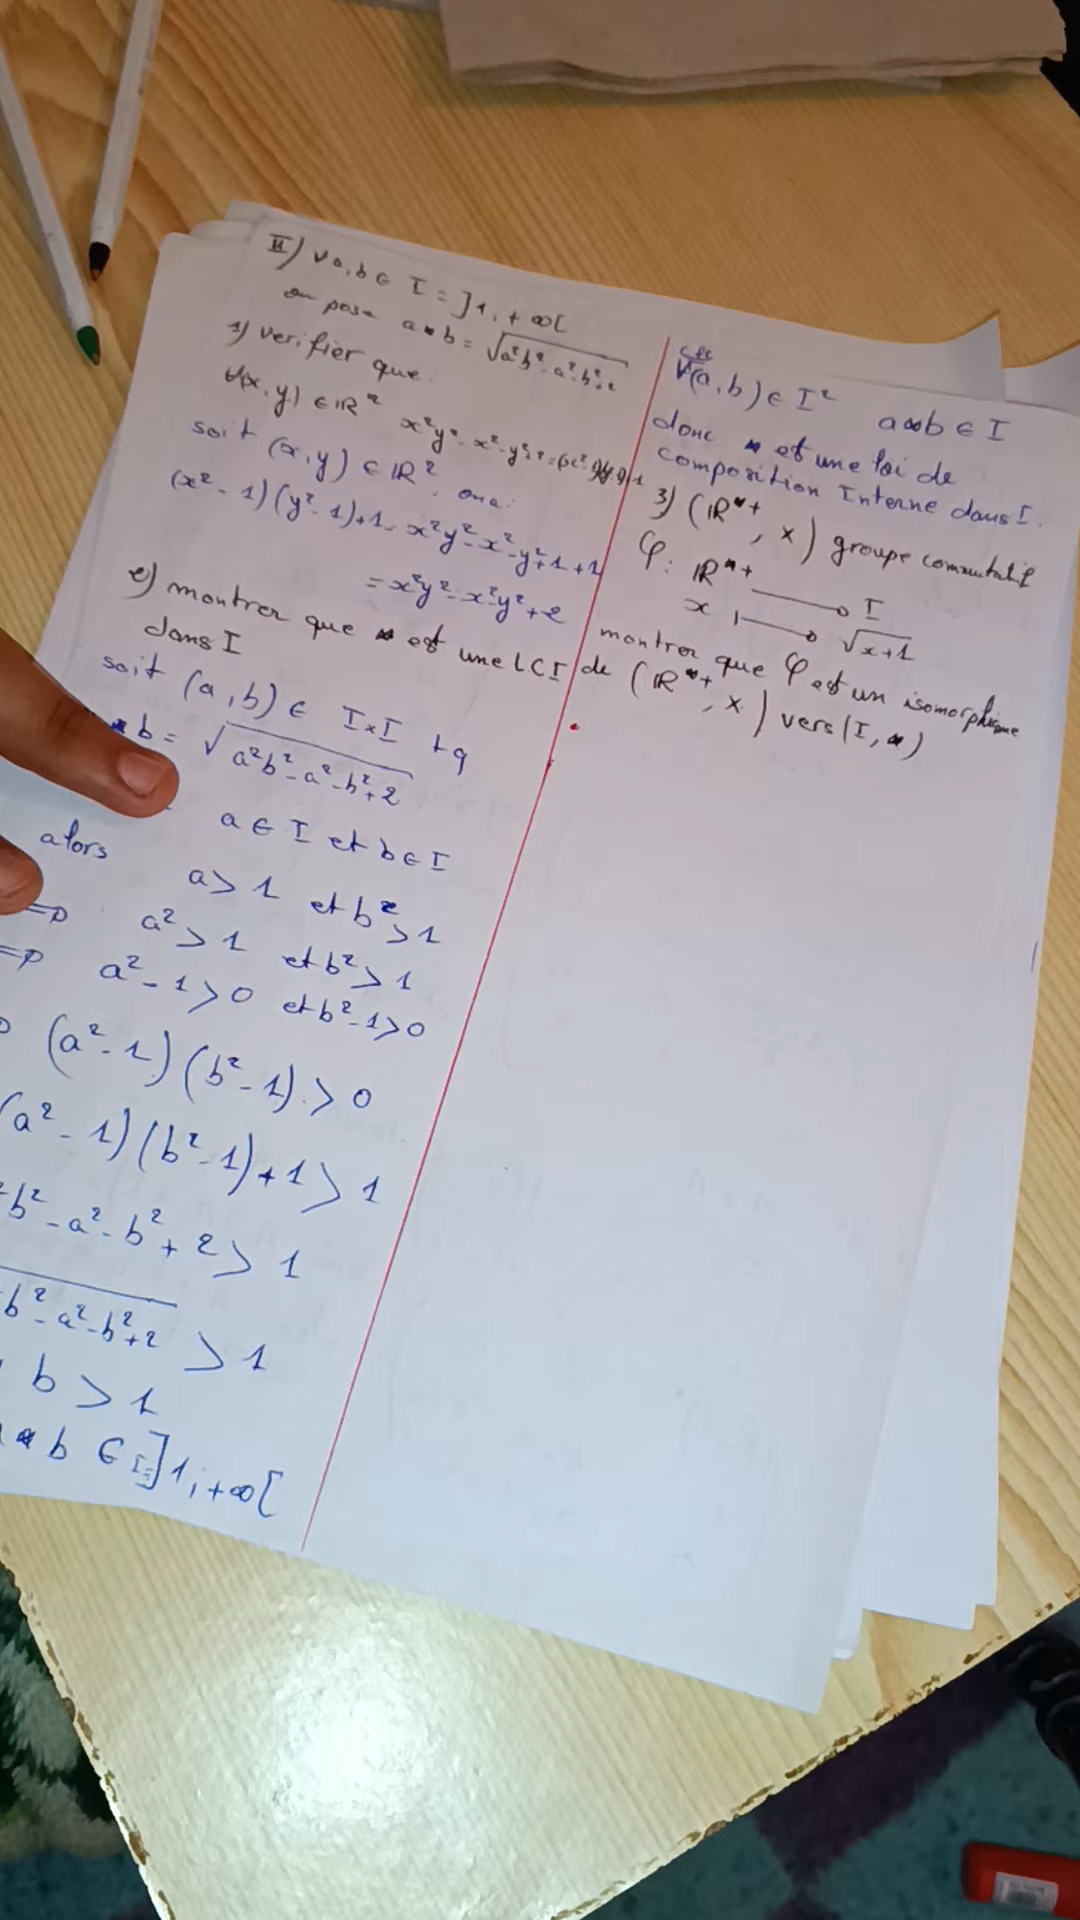 II) ∀a,b ∈ I = ]1, +∞[
on pose a * b = √(a²b² - a² - b² + 2)
1) verifier que
∀(x,y) ∈ IR² x²y² - x² - y² + 2 = (x² - 1)(y² - 1) + 1
soit (x,y) ∈ IR², ona:
(x² - 1)(y² - 1) + 1 = x²y² - x² - y² + 1 + 1
= x²y² - x² - y² + 2
2) montrer que * est une LCI
dans I
soit (a,b) ∈ I×I tq
* b = √(a²b² - a² - b² + 2)
a ∈ I et b ∈ I
alors a > 1 et b > 1
=> a² > 1 et b² > 1
=> a² - 1 > 0 et b² - 1 > 0
(a² - 1)(b² - 1) > 0
(a² - 1)(b² - 1) + 1 > 1
b² - a² - b² + 2 > 1
b² - a² - b² + 2 > 1
b > 1
* b ∈ I = ]1, +∞[
∀(a,b) ∈ I² a * b ∈ I
donc * et une loi de
composition Interne dans I.
3) (IR*+, ×) groupe commutatif
φ: IR*+ → I
x ↦ √(x+1)
montrer que φ est un isomorphisme
de (IR*+, ×) vers (I, *)